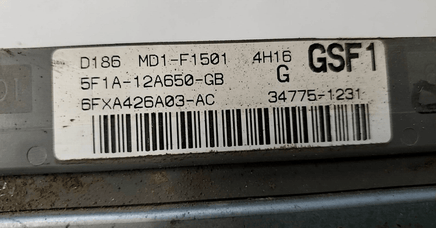 D186 MD1-F1501 4H16 GSF1
5F1A-12A650-GB G
6FXA426A03-AC 34775-1231